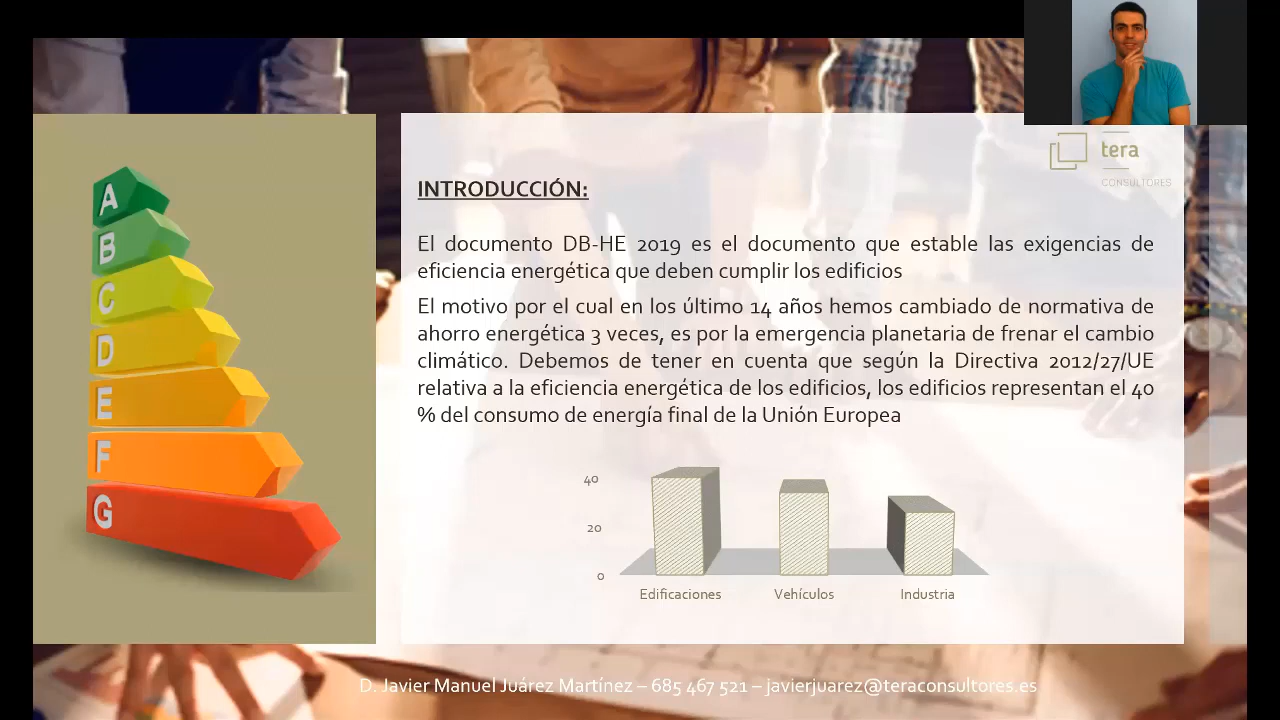 tera
CONSULTORES
A
B
C
D
E
F
G
INTRODUCCIÓN:
El documento DB-HE 2019 es el documento que estable las exigencias de
eficiencia energética que deben cumplir los edificios
El motivo por el cual en los último 14 años hemos cambiado de normativa de
ahorro energética 3 veces, es por la emergencia planetaria de frenar el cambio
climático. Debemos de tener en cuenta que según la Directiva 2012/27/UE
relativa a la eficiencia energética de los edificios, los edificios representan el 40
% del consumo de energía final de la Unión Europea
40
20
0
Edificaciones Vehículos Industria
D. Javier Manuel Juárez Martínez – 685 467 521 – javierjuarez@teraconsultores.es